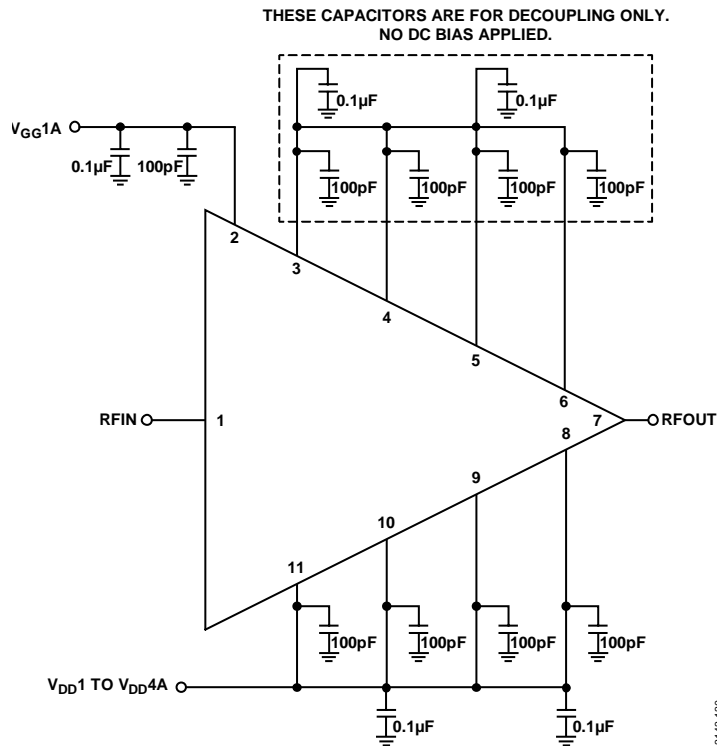 THESE CAPACITORS ARE FOR DECOUPLING ONLY.
NO DC BIAS APPLIED.
0.1µF
0.1µF
VGG1A
0.1µF
100pF
100pF
100pF
100pF
100pF
2
3
4
5
6
RFIN
1
7
RFOUT
8
9
10
11
100pF
100pF
100pF
100pF
VDD1 TO VDD4A
0.1µF
0.1µF